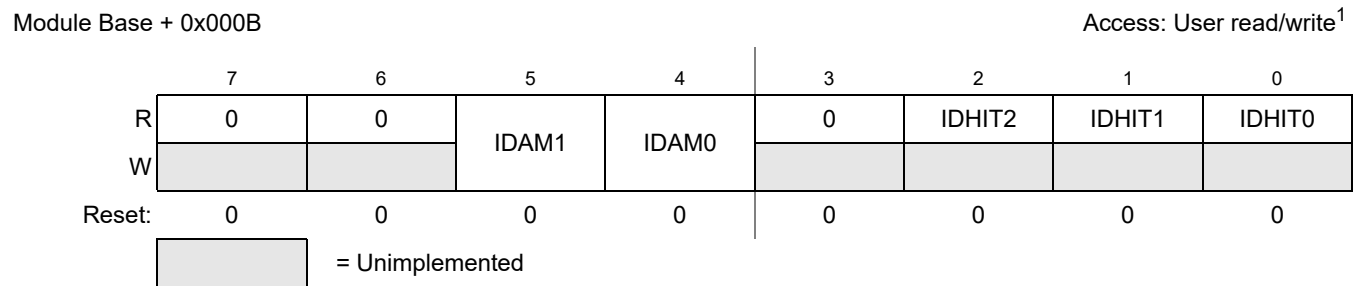 Module Base + 0x000B Access: User read/write1
7 6 5 4 3 2 1 0
R 0 0 IDAM1 IDAM0 0 IDHIT2 IDHIT1 IDHIT0
W
Reset: 0 0 0 0 0 0 0 0
= Unimplemented